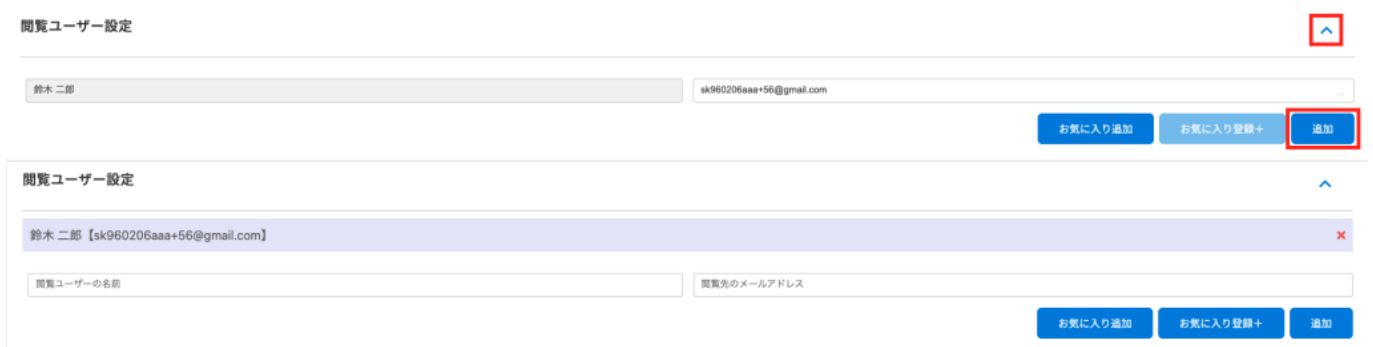 閲覧ユーザー設定
鈴木 二郎
sk960206aaa+56@gmail.com
お気に入り追加 お気に入り登録+ 追加
閲覧ユーザー設定
鈴木 二郎【sk960206aaa+56@gmail.com】
閲覧ユーザーの名前
閲覧先のメールアドレス
お気に入り追加 お気に入り登録+ 追加